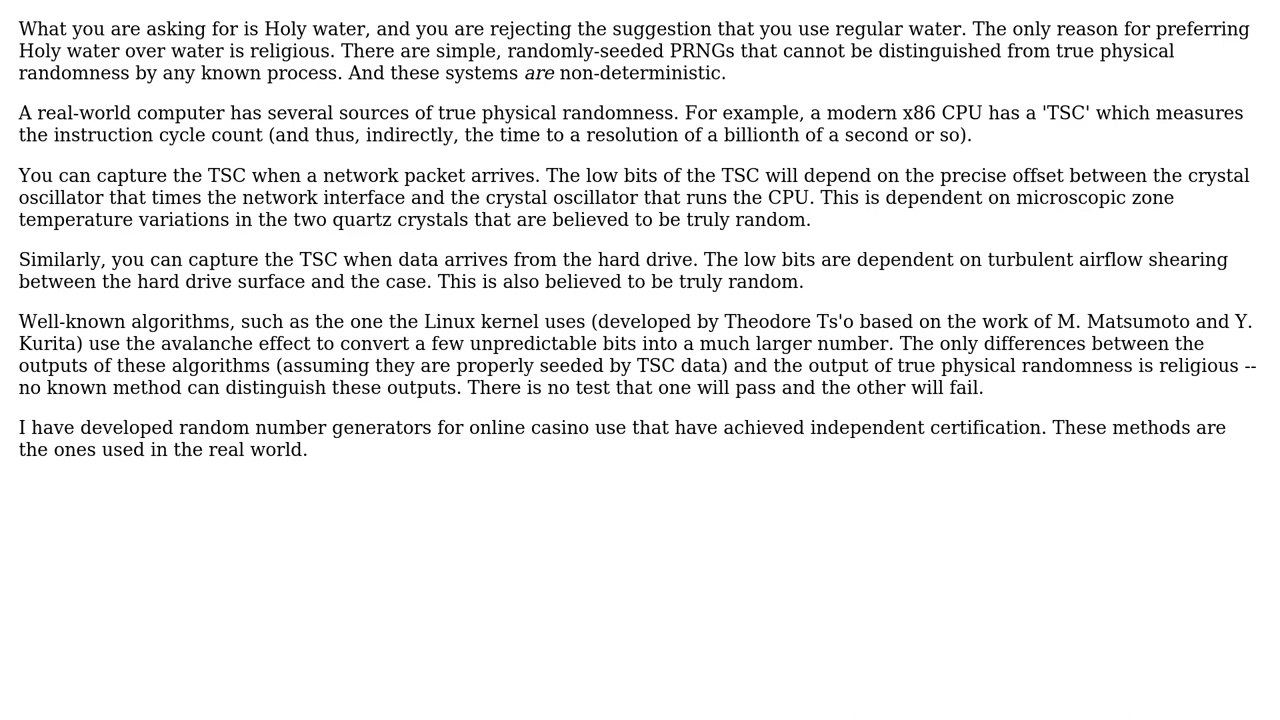 What you are asking for is Holy water, and you are rejecting the suggestion that you use regular water. The only reason for preferring
Holy water over water is religious. There are simple, randomly-seeded PRNGs that cannot be distinguished from true physical
randomness by any known process. And these systems are non-deterministic.
A real-world computer has several sources of true physical randomness. For example, a modern x86 CPU has a 'TSC' which measures
the instruction cycle count (and thus, indirectly, the time to a resolution of a billionth of a second or so).
You can capture the TSC when a network packet arrives. The low bits of the TSC will depend on the precise offset between the crystal
oscillator that times the network interface and the crystal oscillator that runs the CPU. This is dependent on microscopic zone
temperature variations in the two quartz crystals that are believed to be truly random.
Similarly, you can capture the TSC when data arrives from the hard drive. The low bits are dependent on turbulent airflow shearing
between the hard drive surface and the case. This is also believed to be truly random.
Well-known algorithms, such as the one the Linux kernel uses (developed by Theodore Ts'o based on the work of M. Matsumoto and Y.
Kurita) use the avalanche effect to convert a few unpredictable bits into a much larger number. The only differences between the
outputs of these algorithms (assuming they are properly seeded by TSC data) and the output of true physical randomness is religious --
no known method can distinguish these outputs. There is no test that one will pass and the other will fail.
I have developed random number generators for online casino use that have achieved independent certification. These methods are
the ones used in the real world.